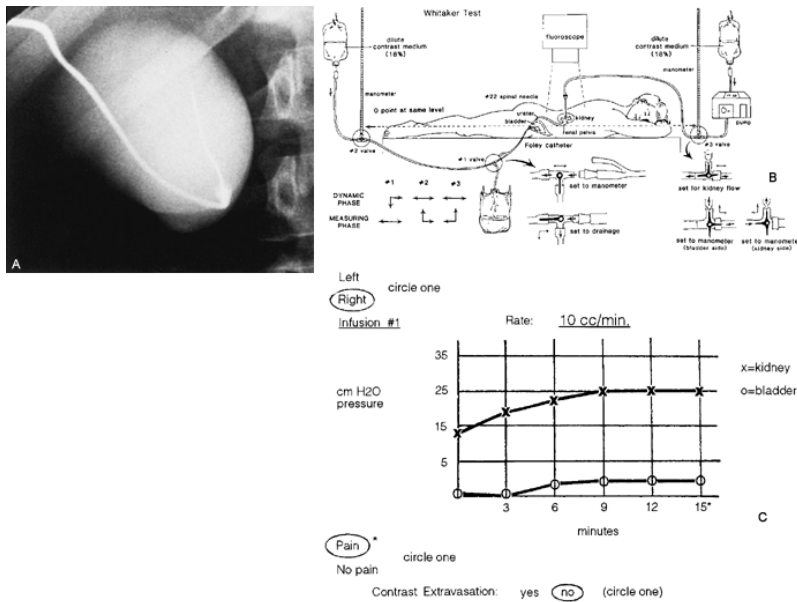 A
Whitaker Test
dilute
contrast medium
(18%)
fluoroscope
dilute
contrast medium
(18%)
manometer
manometer
#22 spinal needle
O point at same level
ureter
bladder
kidney
renal pelvis
pump
#2 valve
Foley catheter
#3 valve
#1 valve
set to manometer
set for kidney flow
B
#1 #2 #3
DYNAMIC
PHASE
MEASURING
PHASE
set to drainage
set to manometer
(bladder side)
set to manometer
(kidney side)
Left
Right
circle one
Infusion #1
Rate: 10 cc/min.
35
25
15
5
cm H2O
pressure
x=kidney
o=bladder
3 6 9 12 15"
minutes
C
Pain *
No pain
circle one
Contrast Extravasation: yes no (circle one)